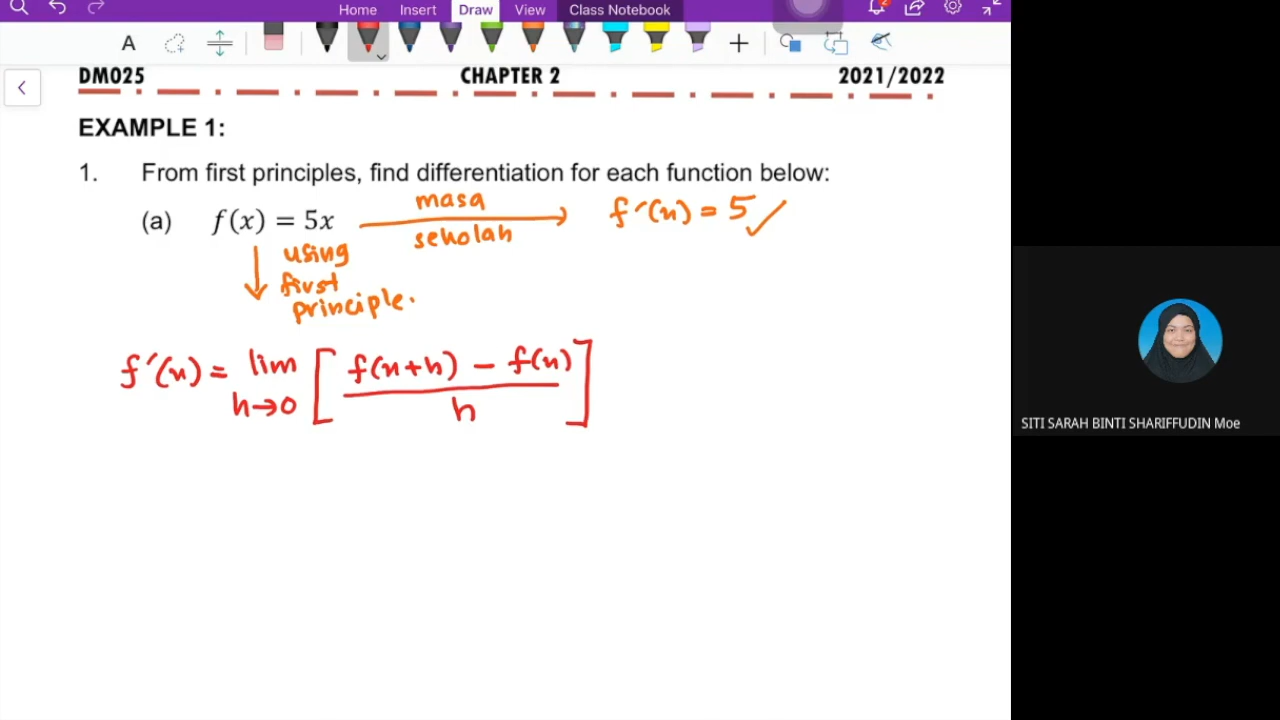 Home Insert Draw View Class Notebook
2
A
DM025 CHAPTER 2 2021/2022
EXAMPLE 1:
1. From first principles, find differentiation for each function below:
(a) f(x) = 5x
masa
sekolah
f'(x) = 5 ✓
using
first
principle.
f'(x) = lim h→0 [ f(x+h) − f(x) / h ]
SITI SARAH BINTI SHARIFFUDIN Moe